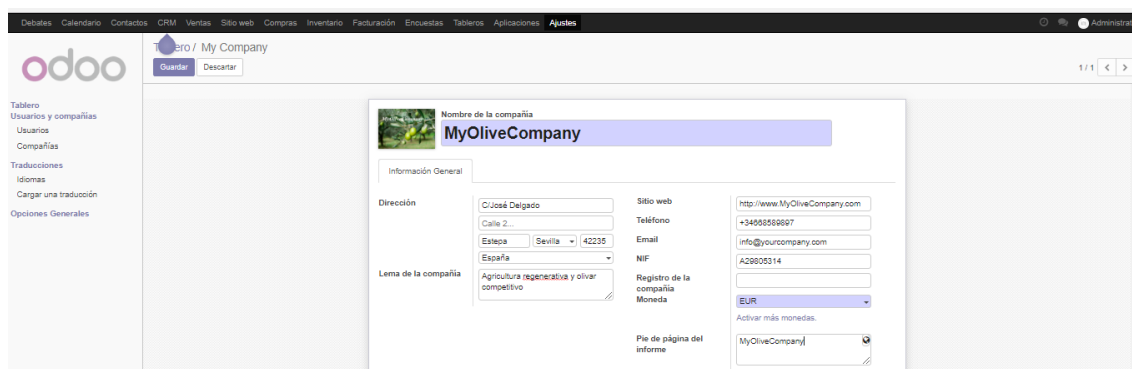 Debates Calendario Contactos CRM Ventas Sitio web Compras Inventario Facturación Encuestas Tableros Aplicaciones Ajustes
Administrat
odoo
ero / My Company
Guardar Descartar
1 / 1
Tablero
Usuarios y compañías
Usuarios
Compañías
Traducciones
Idiomas
Cargar una traducción
Opciones Generales
Nombre de la compañia
MyOliveCompany
Información General
Dirección
C/José Delgado
Calle 2...
Estepa Sevilla 42235
España
Lema de la compañia
Agricultura regenerativa y olivar
competitivo
Sitio web
http://www.MyOliveCompany.com
Teléfono
+34668589897
Email
info@yourcompany.com
NIF
A29805314
Registro de la
compañia
Moneda
EUR
Activar más monedas.
Pie de página del
informe
MyOliveCompany